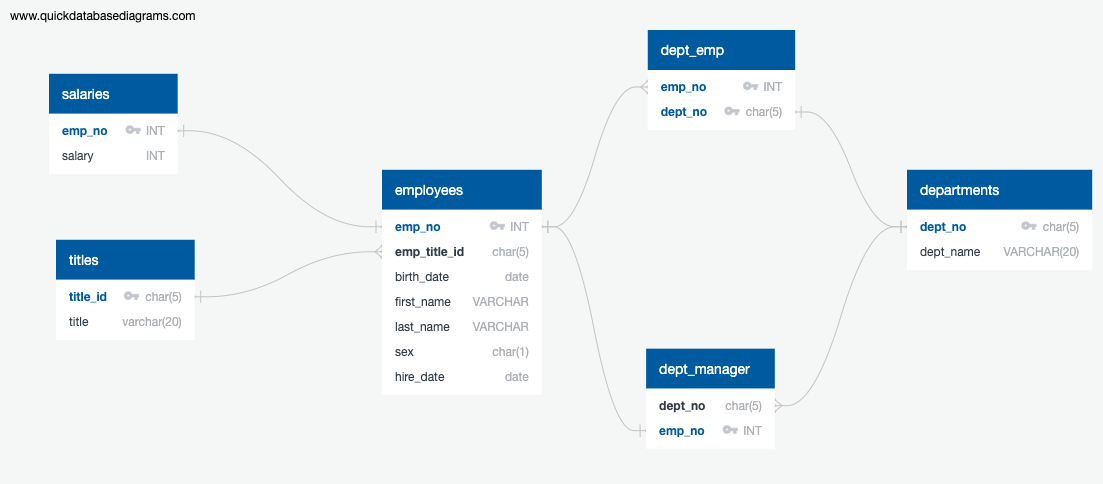 www.quickdatabasediagrams.com
salaries
emp_no INT
salary INT
titles
title_id char(5)
title varchar(20)
employees
emp_no INT
emp_title_id char(5)
birth_date date
first_name VARCHAR
last_name VARCHAR
sex char(1)
hire_date date
dept_emp
emp_no INT
dept_no char(5)
dept_manager
dept_no char(5)
emp_no INT
departments
dept_no char(5)
dept_name VARCHAR(20)